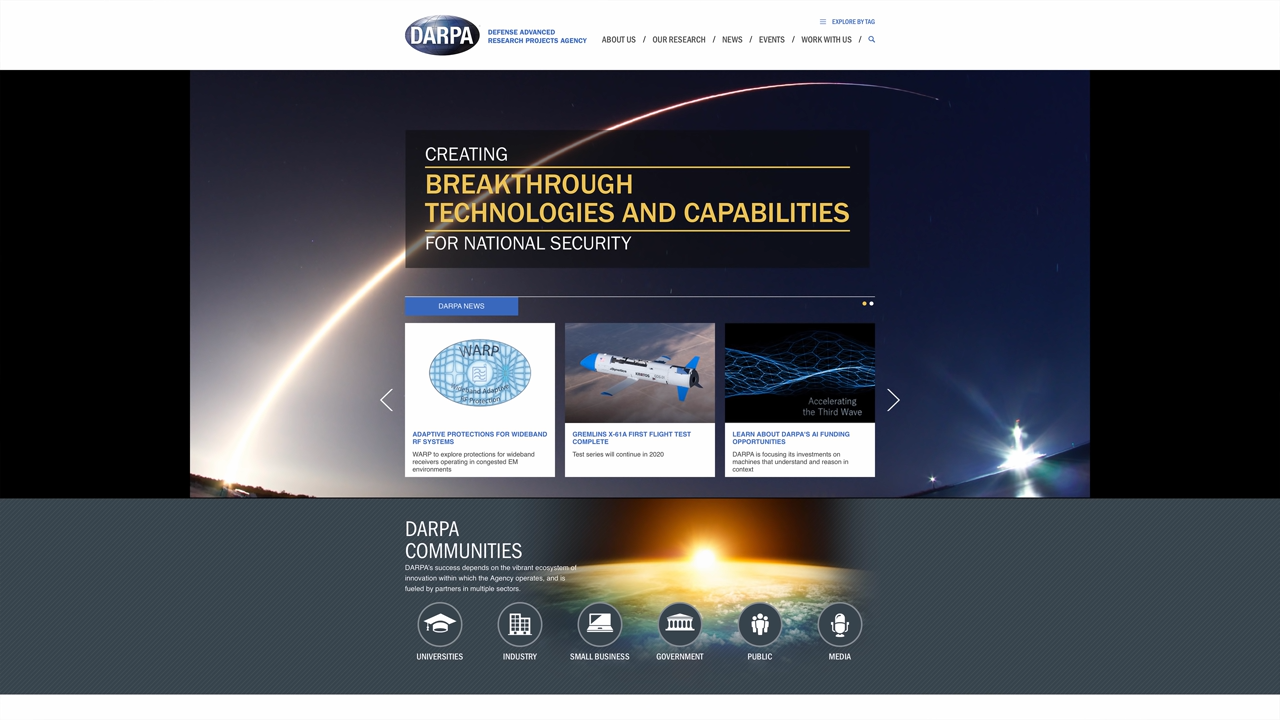 DARPA
DEFENSE ADVANCED
RESEARCH PROJECTS AGENCY
EXPLORE BY TAG
ABOUT US / OUR RESEARCH / NEWS / EVENTS / WORK WITH US /
CREATING
BREAKTHROUGH
TECHNOLOGIES AND CAPABILITIES
FOR NATIONAL SECURITY
DARPA NEWS
WARP
Wideband Adaptive
RF Protection
ADAPTIVE PROTECTIONS FOR WIDEBAND
RF SYSTEMS
WARP to explore protections for wideband
receivers operating in congested EM
environments
GREMLINS X-61A FIRST FLIGHT TEST
COMPLETE
Test series will continue in 2020
Accelerating
the Third Wave
LEARN ABOUT DARPA'S AI FUNDING
OPPORTUNITIES
DARPA is focusing its investments on
machines that understand and reason in
context
DARPA
COMMUNITIES
DARPA's success depends on the vibrant ecosystem of
innovation within which the Agency operates, and is
fueled by partners in multiple sectors.
UNIVERSITIES
INDUSTRY
SMALL BUSINESS
GOVERNMENT
PUBLIC
MEDIA